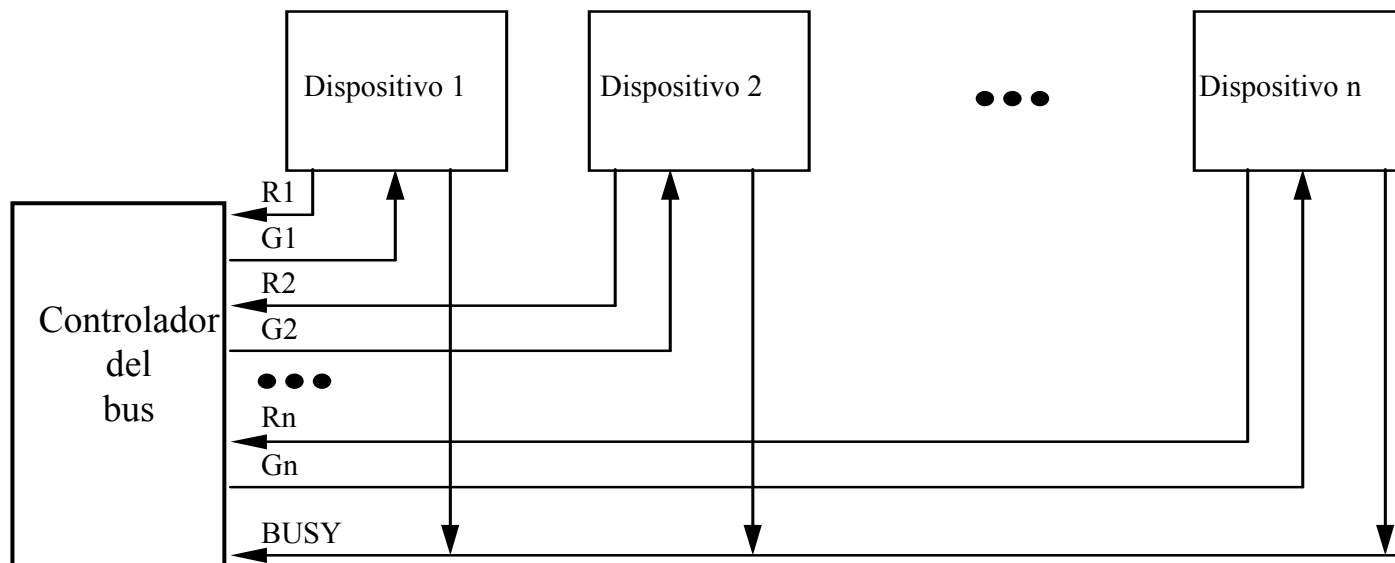 Dispositivo 1
Dispositivo 2
Dispositivo n
R1
G1
R2
G2
Controlador
del
bus
Rn
Gn
BUSY